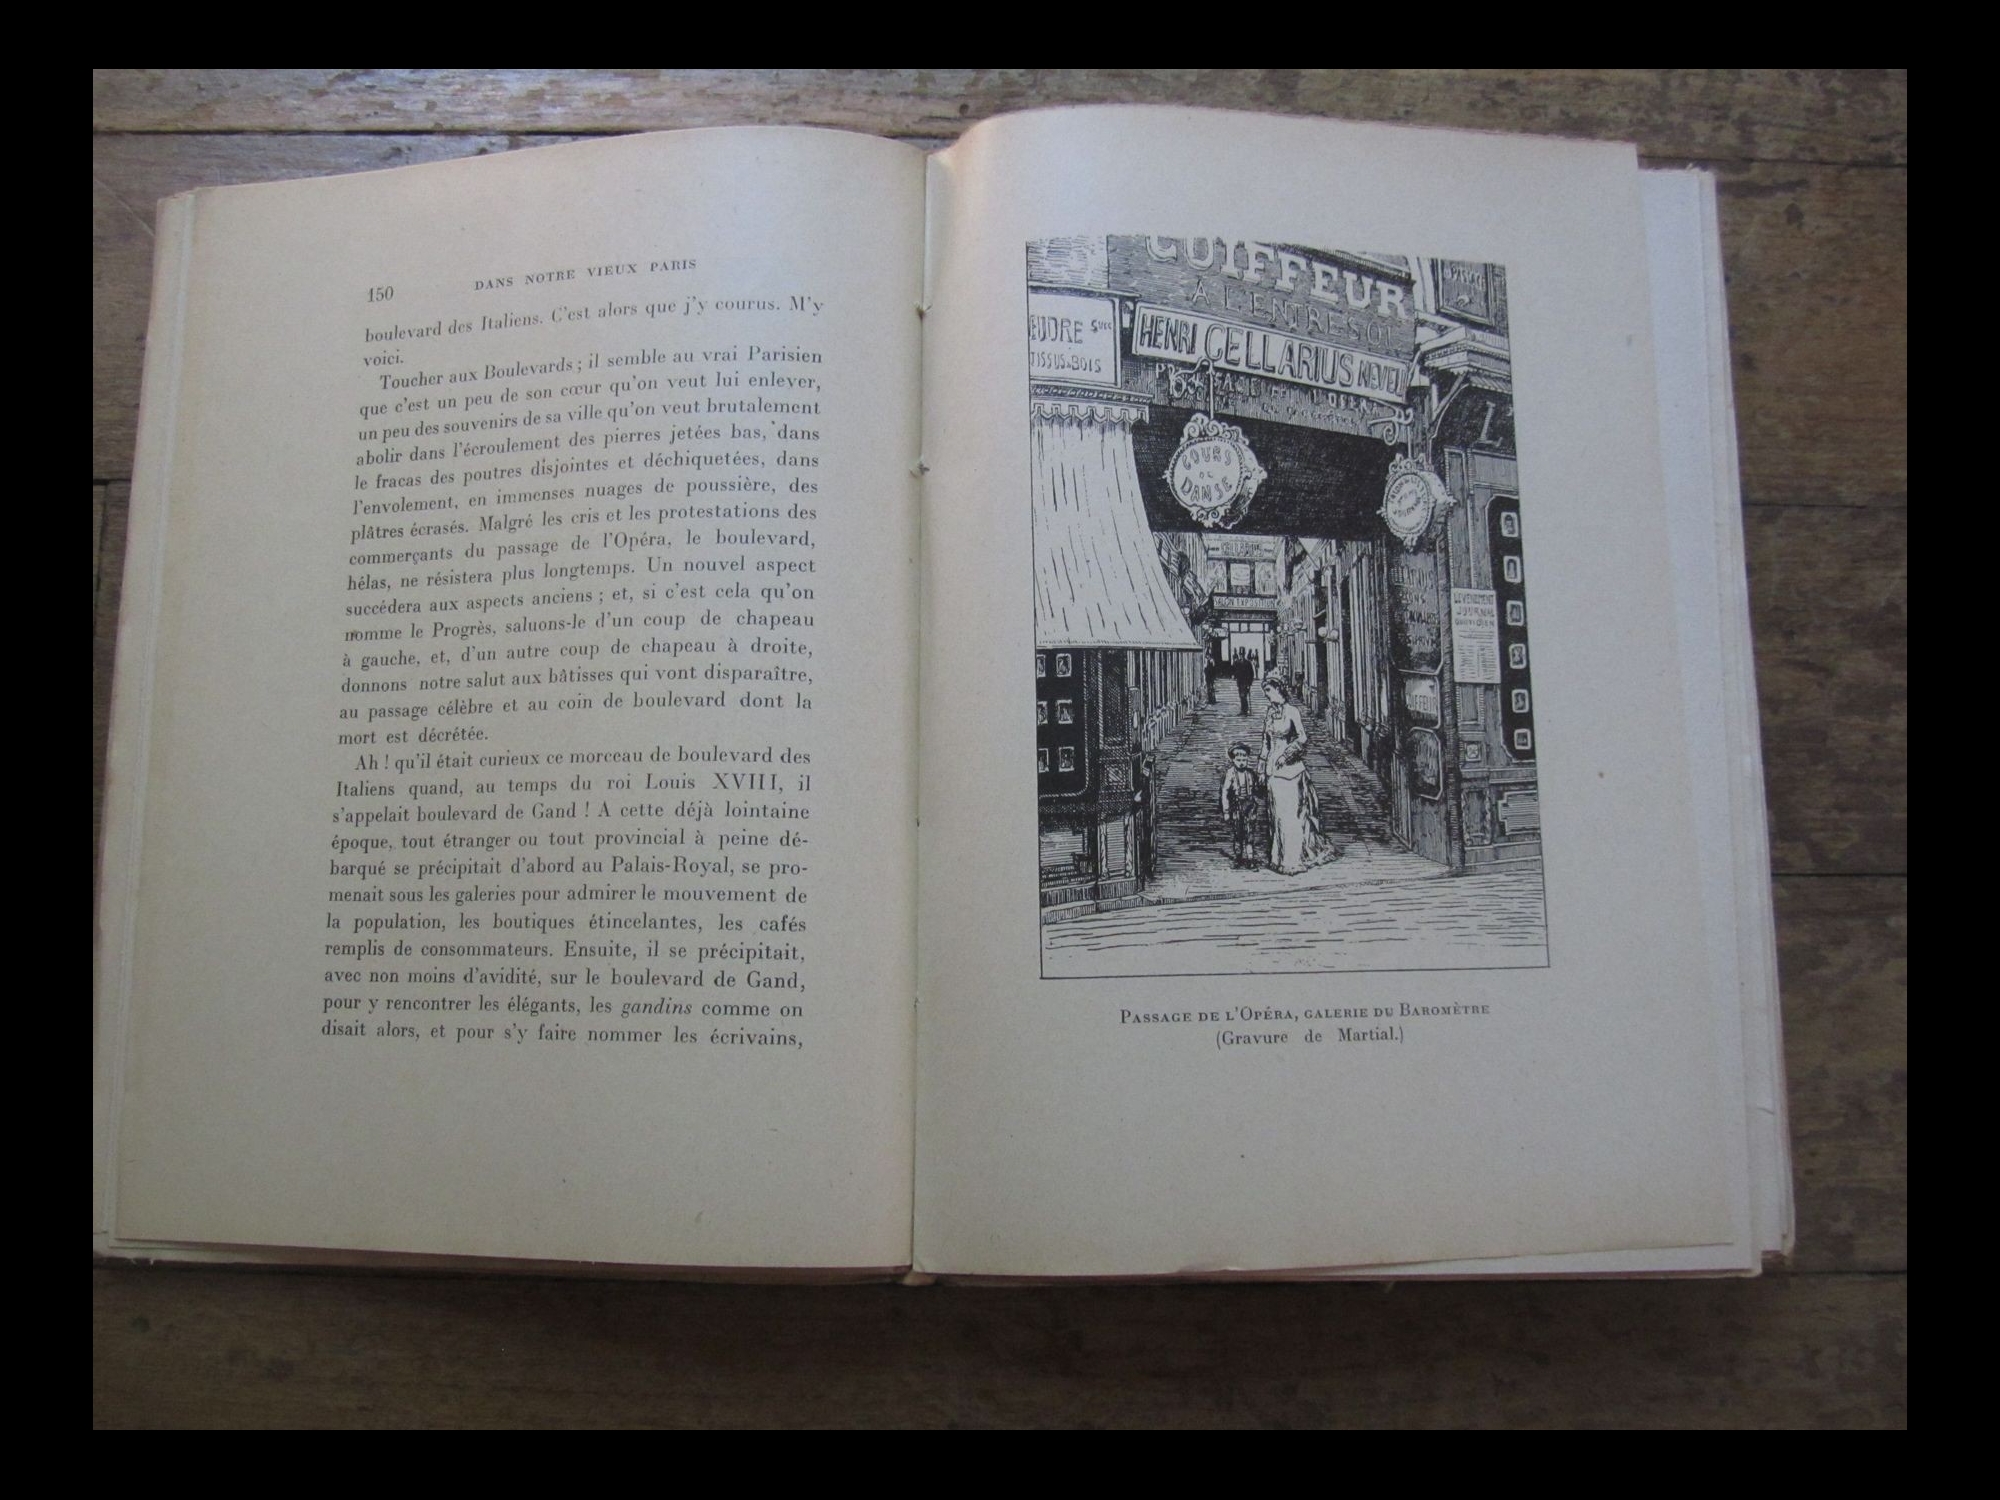 150
DANS NOTRE VIEUX PARIS
boulevard des Italiens. C'est alors que j'y courus. M'y
voici.
Toucher aux Boulevards ; il semble au vrai Parisien
que c'est un peu de son cœur qu'on veut lui enlever,
un peu des souvenirs de sa ville qu'on veut brutalement
abolir dans l'écroulement des pierres jetées bas, dans
le fracas des poutres disjointes et déchiquetées, dans
l'envolement, en immenses nuages de poussière, des
plâtres écrasés. Malgré les cris et les protestations des
commerçants du passage de l'Opéra, le boulevard,
hélas, ne résistera plus longtemps. Un nouvel aspect
succédera aux aspects anciens ; et, si c'est cela qu'on
nomme le Progrès, saluons-le d'un coup de chapeau
à gauche, et, d'un autre coup de chapeau à droite,
donnons notre salut aux bâtisses qui vont disparaître,
au passage célèbre et au coin de boulevard dont la
mort est décrétée.
Ah ! qu'il était curieux ce morceau de boulevard des
Italiens quand, au temps du roi Louis XVIII, il
s'appelait boulevard de Gand ! A cette déjà lointaine
époque, tout étranger ou tout provincial à peine dé-
barqué se précipitait d'abord au Palais-Royal, se pro-
menait sous les galeries pour admirer le mouvement de
la population, les boutiques étincelantes, les cafés
remplis de consommateurs. Ensuite, il se précipitait,
avec non moins d'avidité, sur le boulevard de Gand,
pour y rencontrer les élégants, les gandins comme on
disait alors, et pour s'y faire nommer les écrivains,
COIFFEUR
A L'ENTRESOL
HENRI CELLARIUS NEVEU
EUDRE Succ
TISSUS & BOIS
COURS
DE
DANSE
CELLARIUS
SALON EXPOSITION
L'EVENEMENT
JOURNAL
QUOTIDIEN
PASSAGE DE L'OPÉRA, GALERIE DU BAROMÈTRE
(Gravure de Martial.)